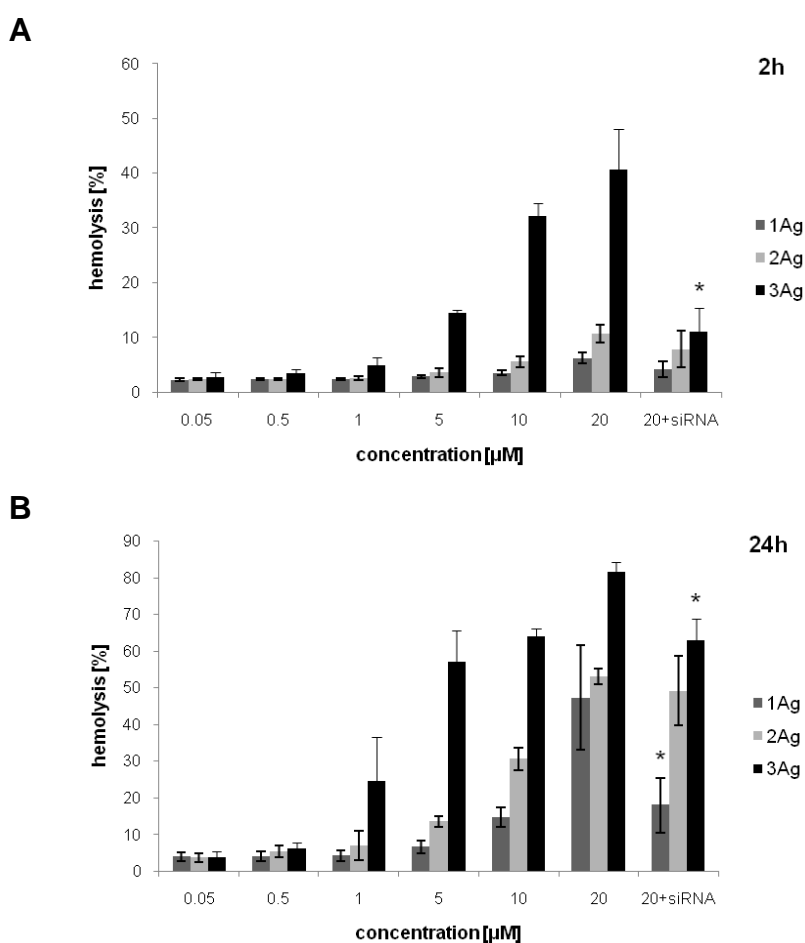 A
2h
60
50
40
30
20
10
0
hemolysis [%]
*
1Ag
2Ag
3Ag
0.05 0.5 1 5 10 20 20+siRNA
concentration [µM]
B
24h
90
80
70
60
50
40
30
20
10
0
hemolysis [%]
*
*
1Ag
2Ag
3Ag
0.05 0.5 1 5 10 20 20+siRNA
concentration [µM]